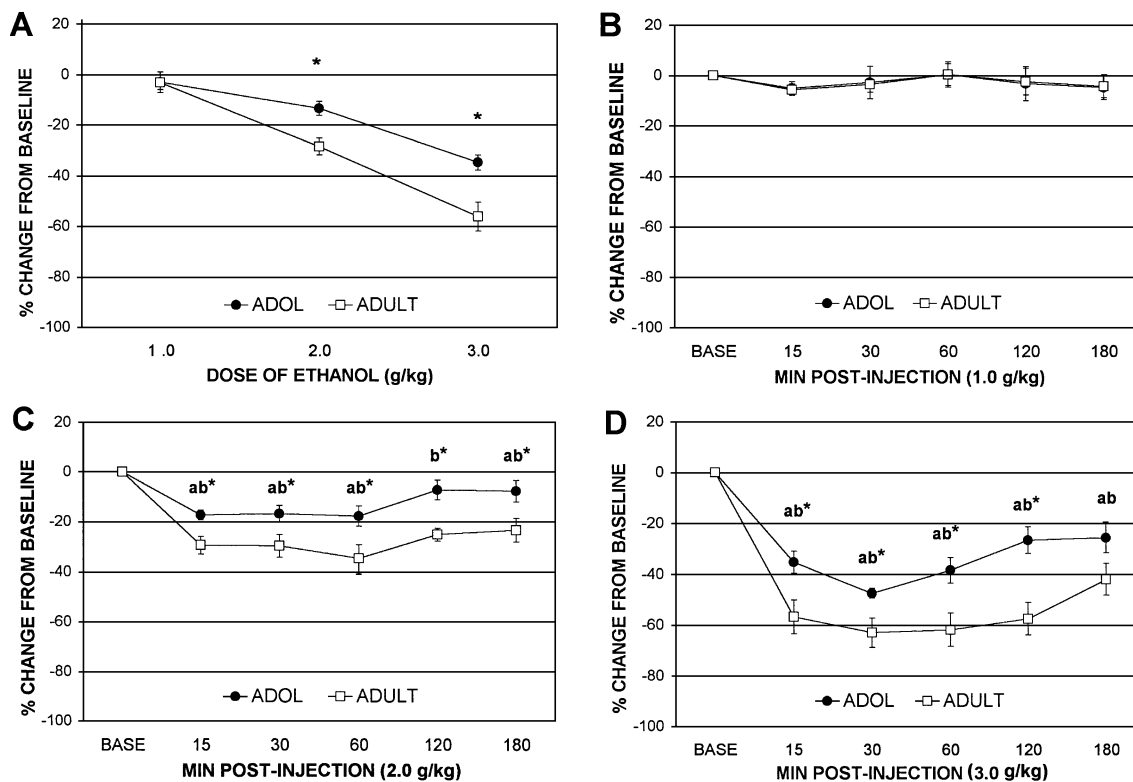 A
% CHANGE FROM BASELINE
20
0
-20
-40
-60
-80
-100
*
*
ADOL ADULT
1 .0 2.0 3.0
DOSE OF ETHANOL (g/kg)
B
% CHANGE FROM BASELINE
20
0
-20
-40
-60
-80
-100
ADOL ADULT
BASE 15 30 60 120 180
MIN POST-INJECTION (1.0 g/kg)
C
% CHANGE FROM BASELINE
20
0
-20
-40
-60
-80
-100
ab* ab* ab* b* ab*
ADOL ADULT
BASE 15 30 60 120 180
MIN POST-INJECTION (2.0 g/kg)
D
% CHANGE FROM BASELINE
20
0
-20
-40
-60
-80
-100
ab* ab* ab* ab* ab
ADOL ADULT
BASE 15 30 60 120 180
MIN POST-INJECTION (3.0 g/kg)